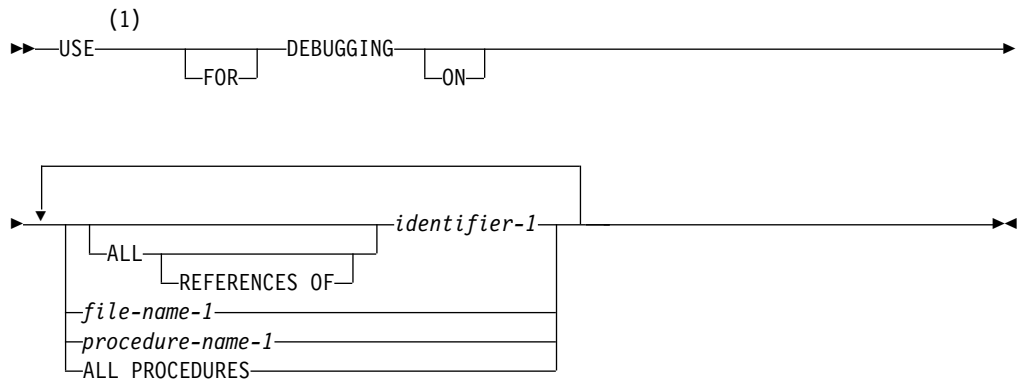 (1)
USE DEBUGGING
FOR ON
identifier-1
ALL
REFERENCES OF
file-name-1
procedure-name-1
ALL PROCEDURES